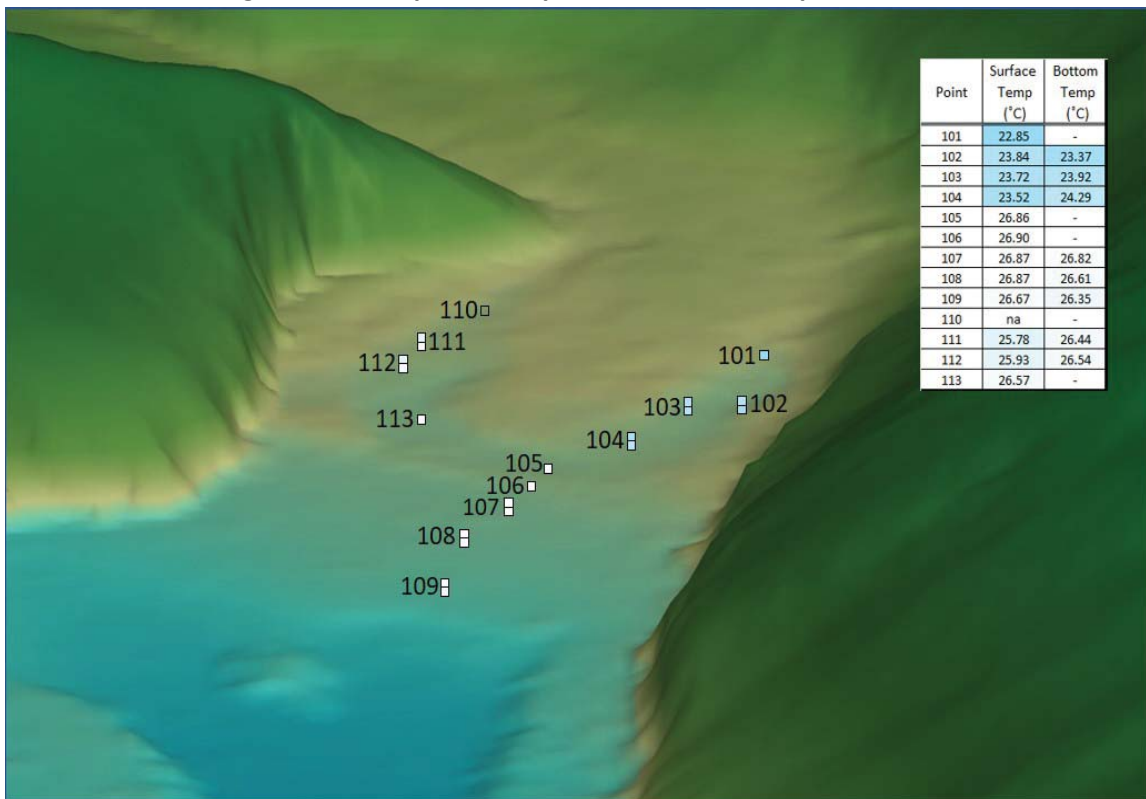 Surface Bottom
Point Temp Temp
(˚C) (˚C)
101 22.85 -
102 23.84 23.37
103 23.72 23.92
104 23.52 24.29
105 26.86 -
106 26.90 -
107 26.87 26.82
108 26.87 26.61
109 26.67 26.35
110 na -
111 25.78 26.44
112 25.93 26.54
113 26.57 -
110
111
112
101
103
102
113
104
105
106
107
108
109